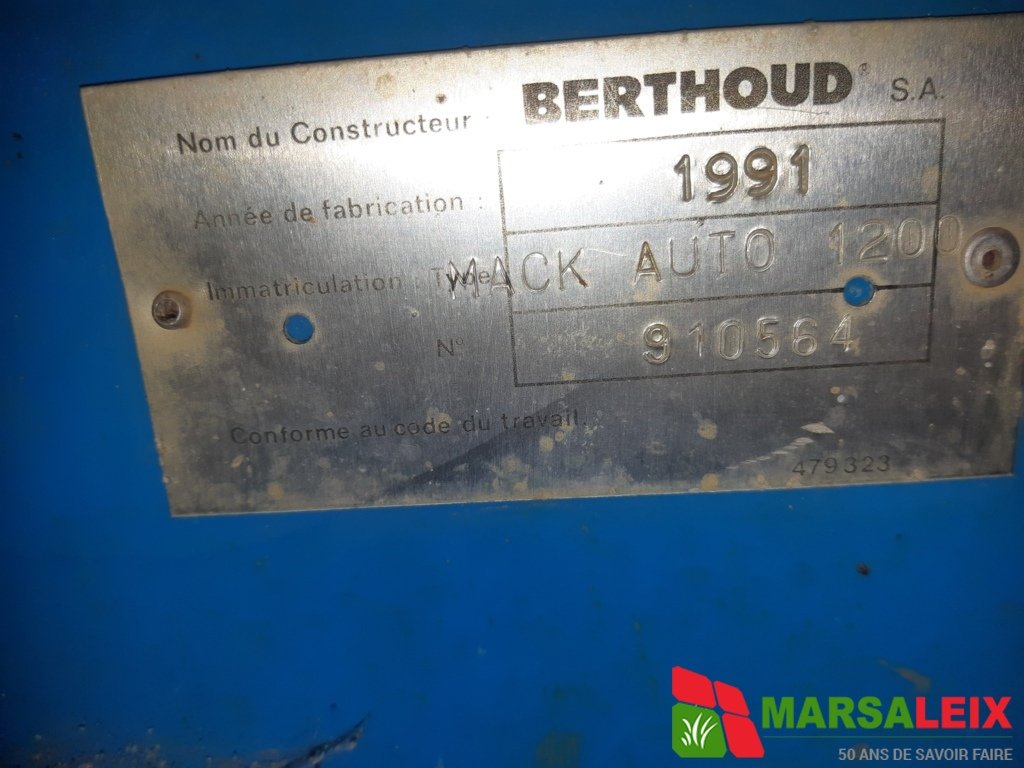 Nom du Constructeur : BERTHOUD® S.A.
Année de fabrication : 1991
Immatriculation : Type MACK AUTO 1200
N° 910564
Conforme au code du travail.
479323
MARSALEIX
50 ANS DE SAVOIR FAIRE